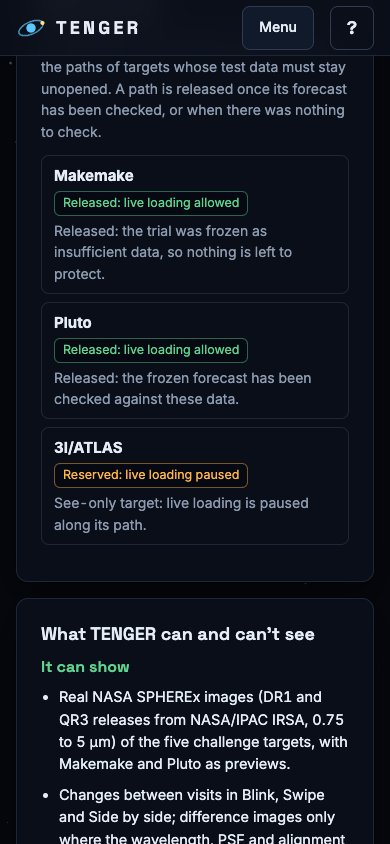 TENGER
Menu
?
the paths of targets whose test data must stay
unopened. A path is released once its forecast
has been checked, or when there was nothing
to check.
Makemake
Released: live loading allowed
Released: the trial was frozen as
insufficient data, so nothing is left to
protect.
Pluto
Released: live loading allowed
Released: the frozen forecast has been
checked against these data.
3I/ATLAS
Reserved: live loading paused
See-only target: live loading is paused
along its path.
What TENGER can and can't see
It can show
• Real NASA SPHEREx images (DR1 and
QR3 releases from NASA/IPAC IRSA, 0.75
to 5 µm) of the five challenge targets, with
Makemake and Pluto as previews.
• Changes between visits in Blink, Swipe
and Side by side; difference images only
where the wavelength, PSF and alignment